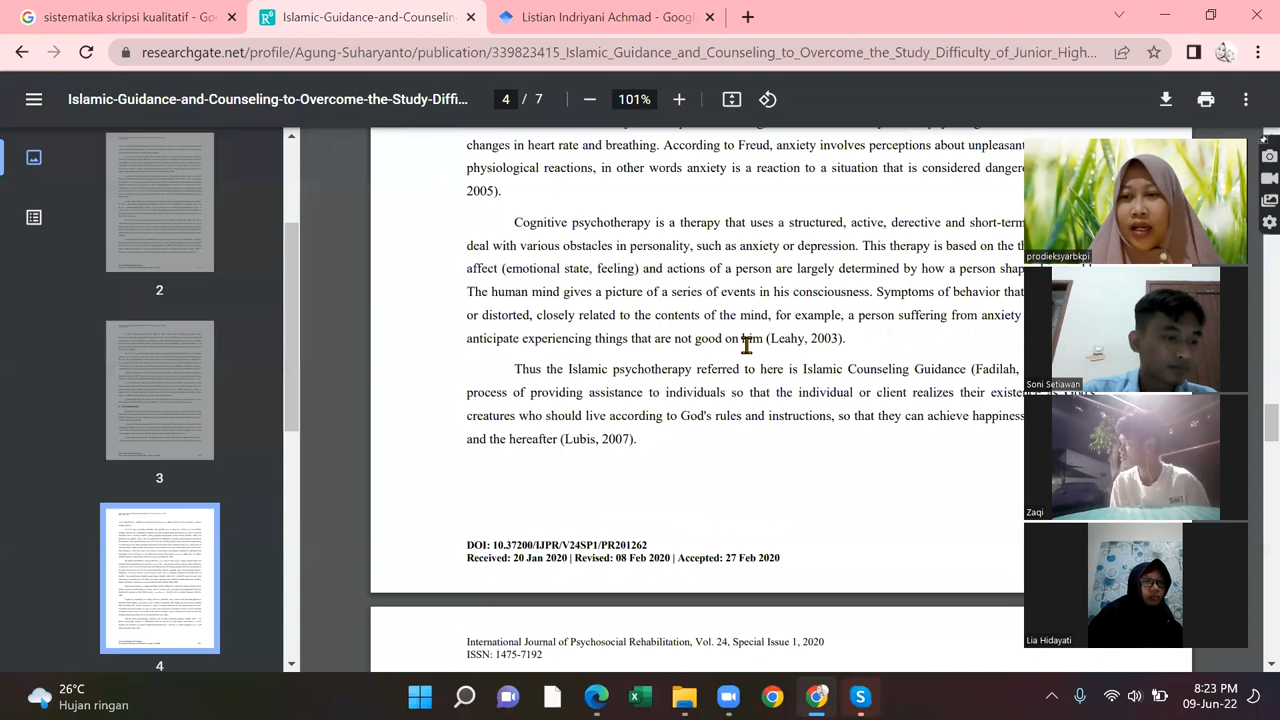 sistematika skripsi kualitatif - Go
Islamic-Guidance-and-Counselin
Listian Indriyani Achmad - Googl
researchgate.net/profile/Agung-Suharyanto/publication/339823415_Islamic_Guidance_and_Counseling_to_Overcome_the_Study_Difficulty_of_Junior_High...
Islamic-Guidance-and-Counseling-to-Overcome-the-Study-Diffi...
4 / 7
101%
changes in heart rate and breathing. According to Freud, anxiety involves perceptions about unpleasan
physiological reactions, in other words anxiety is a reaction to a situation that is considered danger
2005).
Cognitive psychotherapy is a therapy that uses a structured, active, derective and short-term
deal with various obstacles in personality, such as anxiety or depression. This therapy is based on the th
affect (emotional state, feeling) and actions of a person are largely determined by how a person shap
The human mind gives a picture of a series of events in his consciousness. Symptoms of behavior that
or distorted, closely related to the contents of the mind, for example, a person suffering from anxiety
anticipate experiencing things that are not good on him (Leahy, 2003).
Thus the Islamic psychotherapy referred to here is Islamic Counseling Guidance (Fadilah,
process of providing assistance to individuals so that the individual or client realizes their existence as God's
creatures who should live according to God's rules and instructions, so that they can achieve happiness
and the hereafter (Lubis, 2007).
DOI: 10.37200/IJPR/V24SP1/PR201262
Received: 20 Jan 2020 | Revised: 08 Feb 2020 | Accepted: 27 Feb 2020
International Journal of Psychosocial Rehabilitation, Vol. 24, Special Issue 1, 2020
ISSN: 1475-7192
2
3
4
prodieksyarbkpi
Soni Setiawan
Zaqi
Lia Hidayati
26°C
Hujan ringan
8:23 PM
09-Jun-22